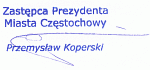 Zastępca Prezydenta
Miasta Częstochowy
Przemysław Koperski